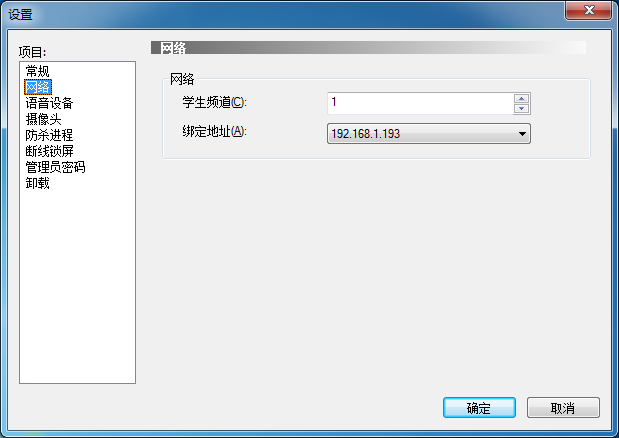 设置
项目:
常规
网络
语音设备
摄像头
防杀进程
断线锁屏
管理员密码
卸载
网络
网络
学生频道(C): 1
绑定地址(A): 192.168.1.193
确定 取消